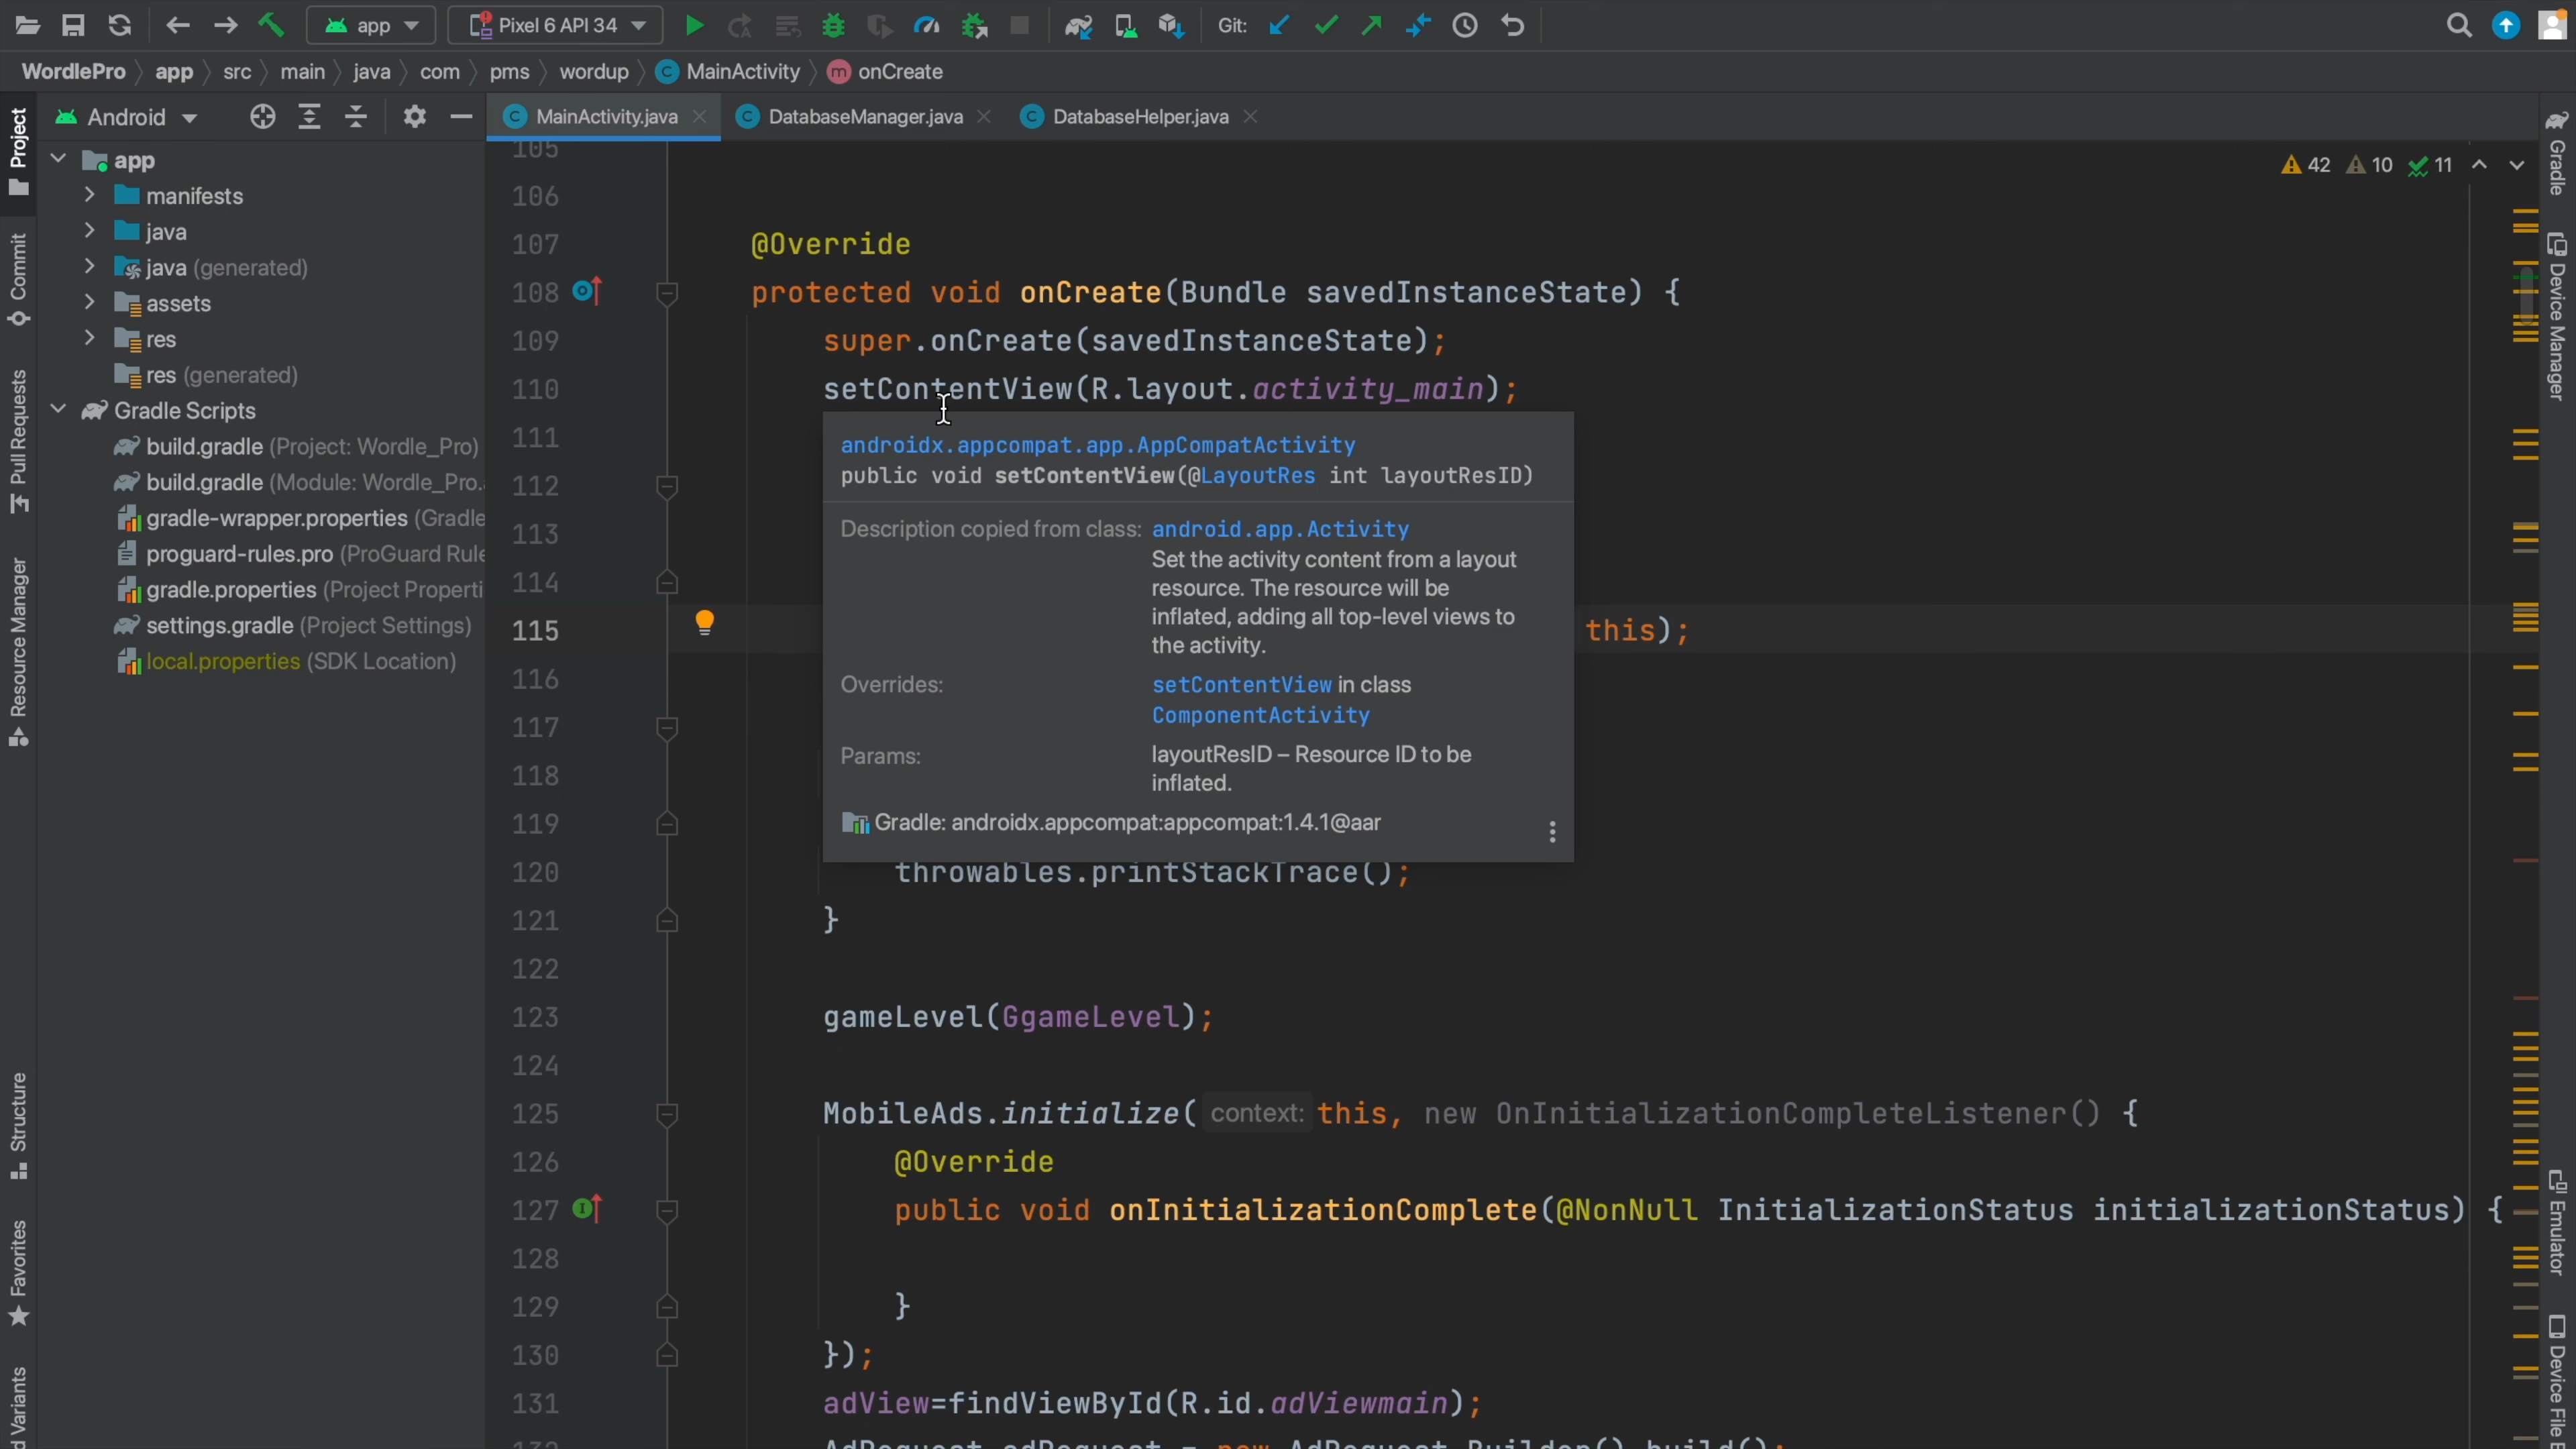 app
Pixel 6 API 34
Git:
WordlePro
app
src
main
java
com
pms
wordup
MainActivity
onCreate
Project
Commit
Pull Requests
Resource Manager
Structure
Favorites
Variants
Android
app
manifests
java
java (generated)
assets
res
res (generated)
Gradle Scripts
build.gradle (Project: Wordle_Pro)
build.gradle (Module: Wordle_Pro.
gradle-wrapper.properties (Gradle
proguard-rules.pro (ProGuard Rule
gradle.properties (Project Properti
settings.gradle (Project Settings)
local.properties (SDK Location)
MainActivity.java
DatabaseManager.java
DatabaseHelper.java
42
10
11
105
106
107 @Override
108 protected void onCreate(Bundle savedInstanceState) {
109 super.onCreate(savedInstanceState);
110 setContentView(R.layout.activity_main);
111
112
113
114
115 this);
116
117
118
119
androidx.appcompat.app.AppCompatActivity
public void setContentView(@LayoutRes int layoutResID)
Description copied from class: android.app.Activity
Set the activity content from a layout
resource. The resource will be
inflated, adding all top-level views to
the activity.
Overrides: setContentView in class
ComponentActivity
Params: layoutResID – Resource ID to be
inflated.
Gradle: androidx.appcompat:appcompat:1.4.1@aar
120 throwables.printStackTrace();
121 }
122
123 gameLevel(GgameLevel);
124
125 MobileAds.initialize( context: this, new OnInitializationCompleteListener() {
126 @Override
127 public void onInitializationComplete(@NonNull InitializationStatus initializationStatus) {
128
129 }
130 });
131 adView=findViewById(R.id.adViewmain);
132 AdRequest adRequest = new AdRequest.Builder().build();
Gradle
Device Manager
Emulator
Device File